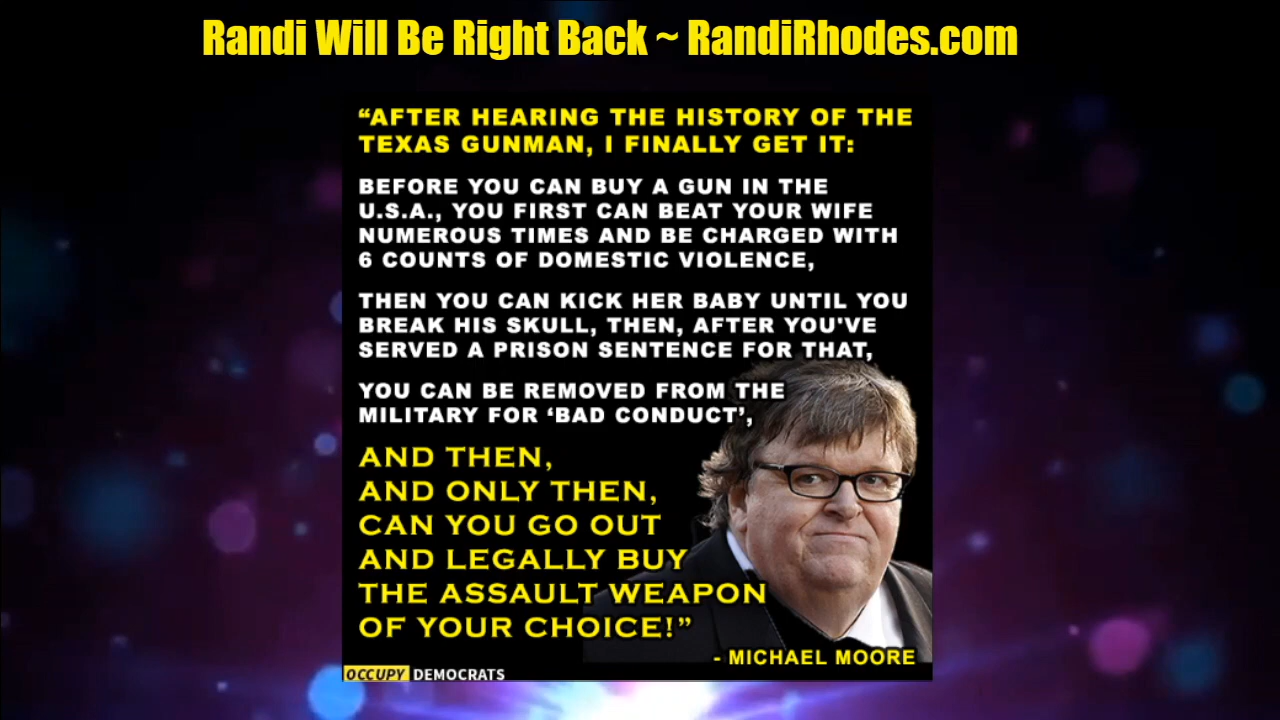 Randi Will Be Right Back ~ RandiRhodes.com
“AFTER HEARING THE HISTORY OF THE
TEXAS GUNMAN, I FINALLY GET IT:
BEFORE YOU CAN BUY A GUN IN THE
U.S.A., YOU FIRST CAN BEAT YOUR WIFE
NUMEROUS TIMES AND BE CHARGED WITH
6 COUNTS OF DOMESTIC VIOLENCE,
THEN YOU CAN KICK HER BABY UNTIL YOU
BREAK HIS SKULL, THEN, AFTER YOU'VE
SERVED A PRISON SENTENCE FOR THAT,
YOU CAN BE REMOVED FROM THE
MILITARY FOR ‘BAD CONDUCT’,
AND THEN,
AND ONLY THEN,
CAN YOU GO OUT
AND LEGALLY BUY
THE ASSAULT WEAPON
OF YOUR CHOICE!”
- MICHAEL MOORE
OCCUPY DEMOCRATS